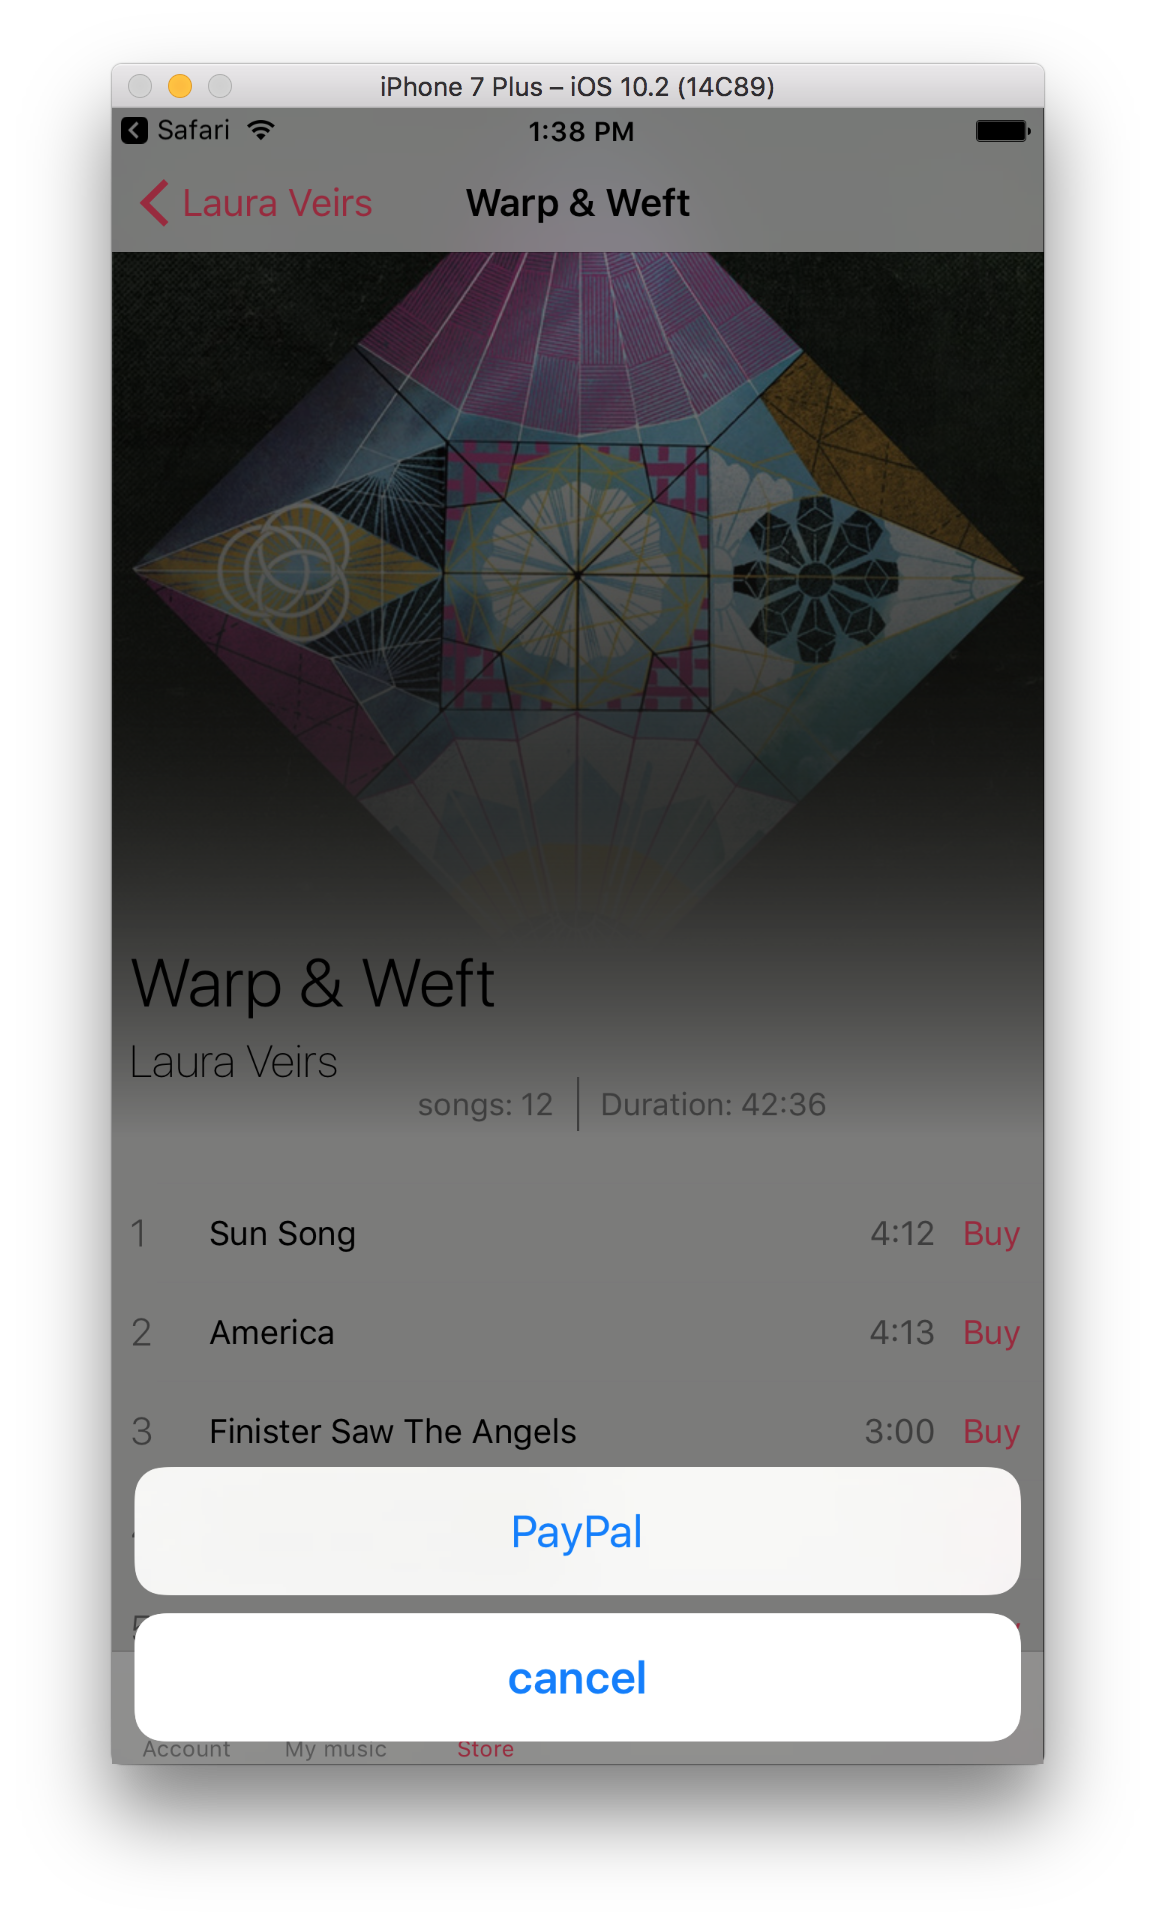 iPhone 7 Plus – iOS 10.2 (14C89)
Safari 1:38 PM
Laura Veirs Warp & Weft
Warp & Weft
Laura Veirs
songs: 12 Duration: 42:36
1 Sun Song 4:12 Buy
2 America 4:13 Buy
3 Finister Saw The Angels 3:00 Buy
PayPal
cancel
Account My music Store